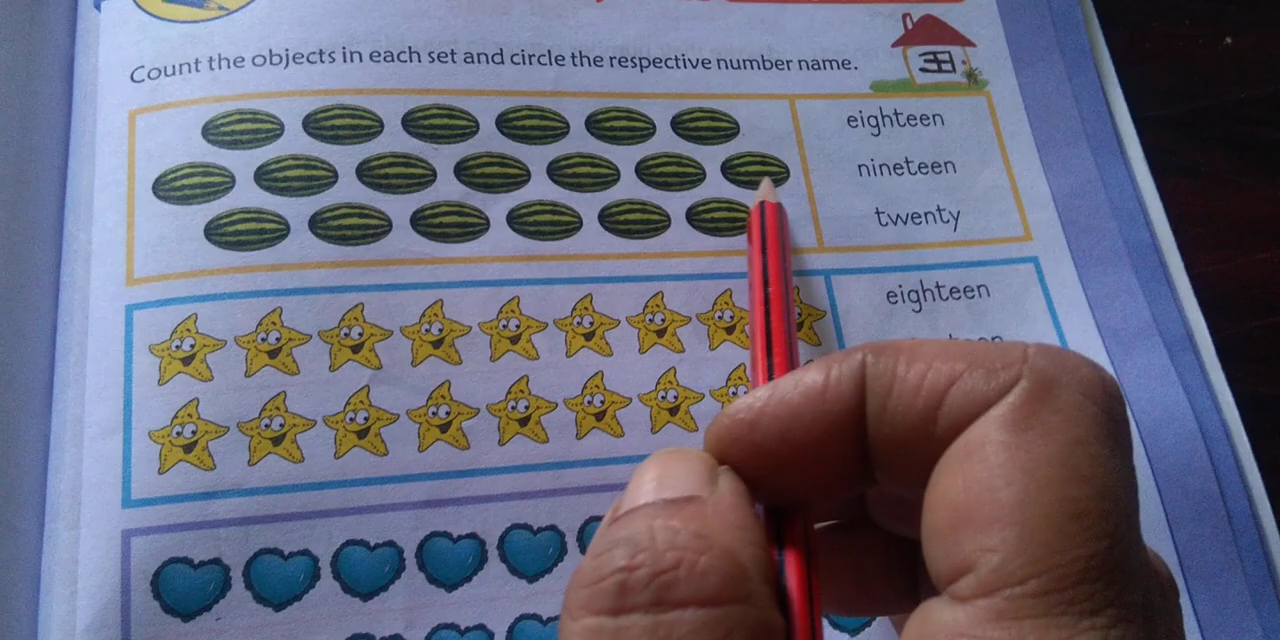 Count the objects in each set and circle the respective number name.
eighteen
nineteen
twenty
eighteen